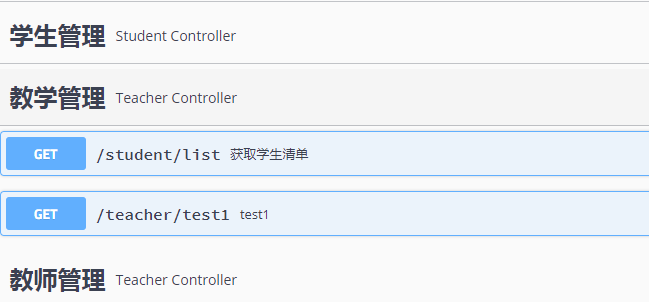 学生管理 Student Controller
教学管理 Teacher Controller
GET /student/list 获取学生清单
GET /teacher/test1 test1
教师管理 Teacher Controller